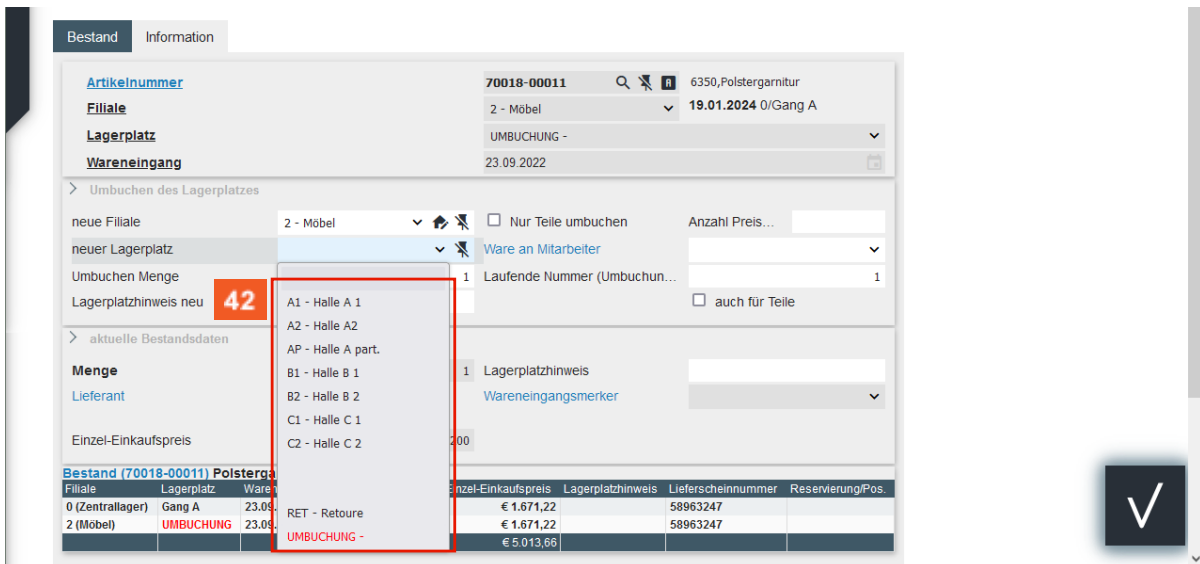 Bestand Information
Artikelnummer 70018-00011 A 6350,Polstergarnitur
Filiale 2 - Möbel 19.01.2024 0/Gang A
Lagerplatz UMBUCHUNG -
Wareneingang 23.09.2022
Umbuchen des Lagerplatzes
neue Filiale 2 - Möbel Nur Teile umbuchen Anzahl Preis...
neuer Lagerplatz Ware an Mitarbeiter
Umbuchen Menge 1 Laufende Nummer (Umbuchun... 1
Lagerplatzhinweis neu 42 auch für Teile
A1 - Halle A 1
A2 - Halle A2
AP - Halle A part.
B1 - Halle B 1
B2 - Halle B 2
C1 - Halle C 1
C2 - Halle C 2
RET - Retoure
UMBUCHUNG -
aktuelle Bestandsdaten
Menge 1 Lagerplatzhinweis
Lieferant Wareneingangsmerker
Einzel-Einkaufspreis 200
Bestand (70018-00011) Polsterga
Filiale Lagerplatz Waren inzel-Einkaufspreis Lagerplatzhinweis Lieferscheinnummer Reservierung/Pos.
0 (Zentrallager) Gang A 23.09. € 1.671,22 58963247
2 (Möbel) UMBUCHUNG 23.09. € 1.671,22 58963247
€ 5.013,66